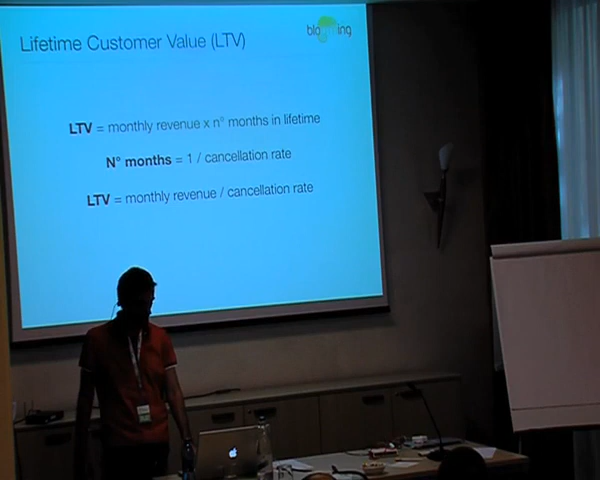 Lifetime Customer Value (LTV)
LTV = monthly revenue x n° months in lifetime
N° months = 1 / cancellation rate
LTV = monthly revenue / cancellation rate